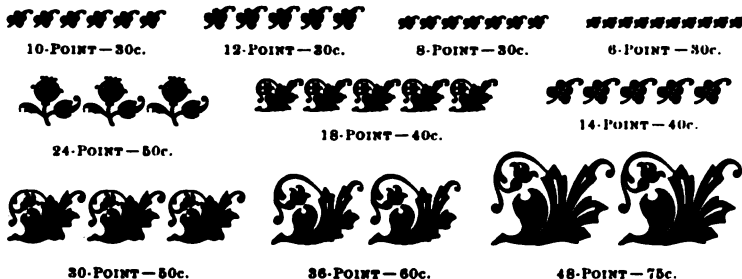 10-POINT—30c.
12-POINT—30c.
8-POINT—30c.
6-POINT—30c.
24-POINT—50c.
18-POINT—40c.
14-POINT—40c.
30-POINT—50c.
36-POINT—60c.
48-POINT—75c.